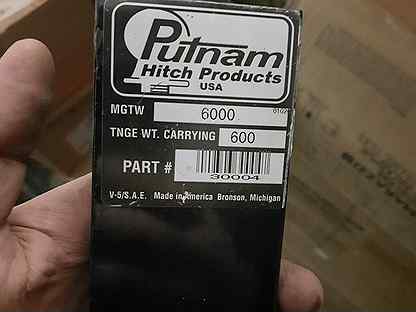 Putnam
Hitch Products
USA
MGTW 6000
TNGE WT. CARRYING 600
PART #
30004
V-5/S.A.E. Made in America Bronson, Michigan